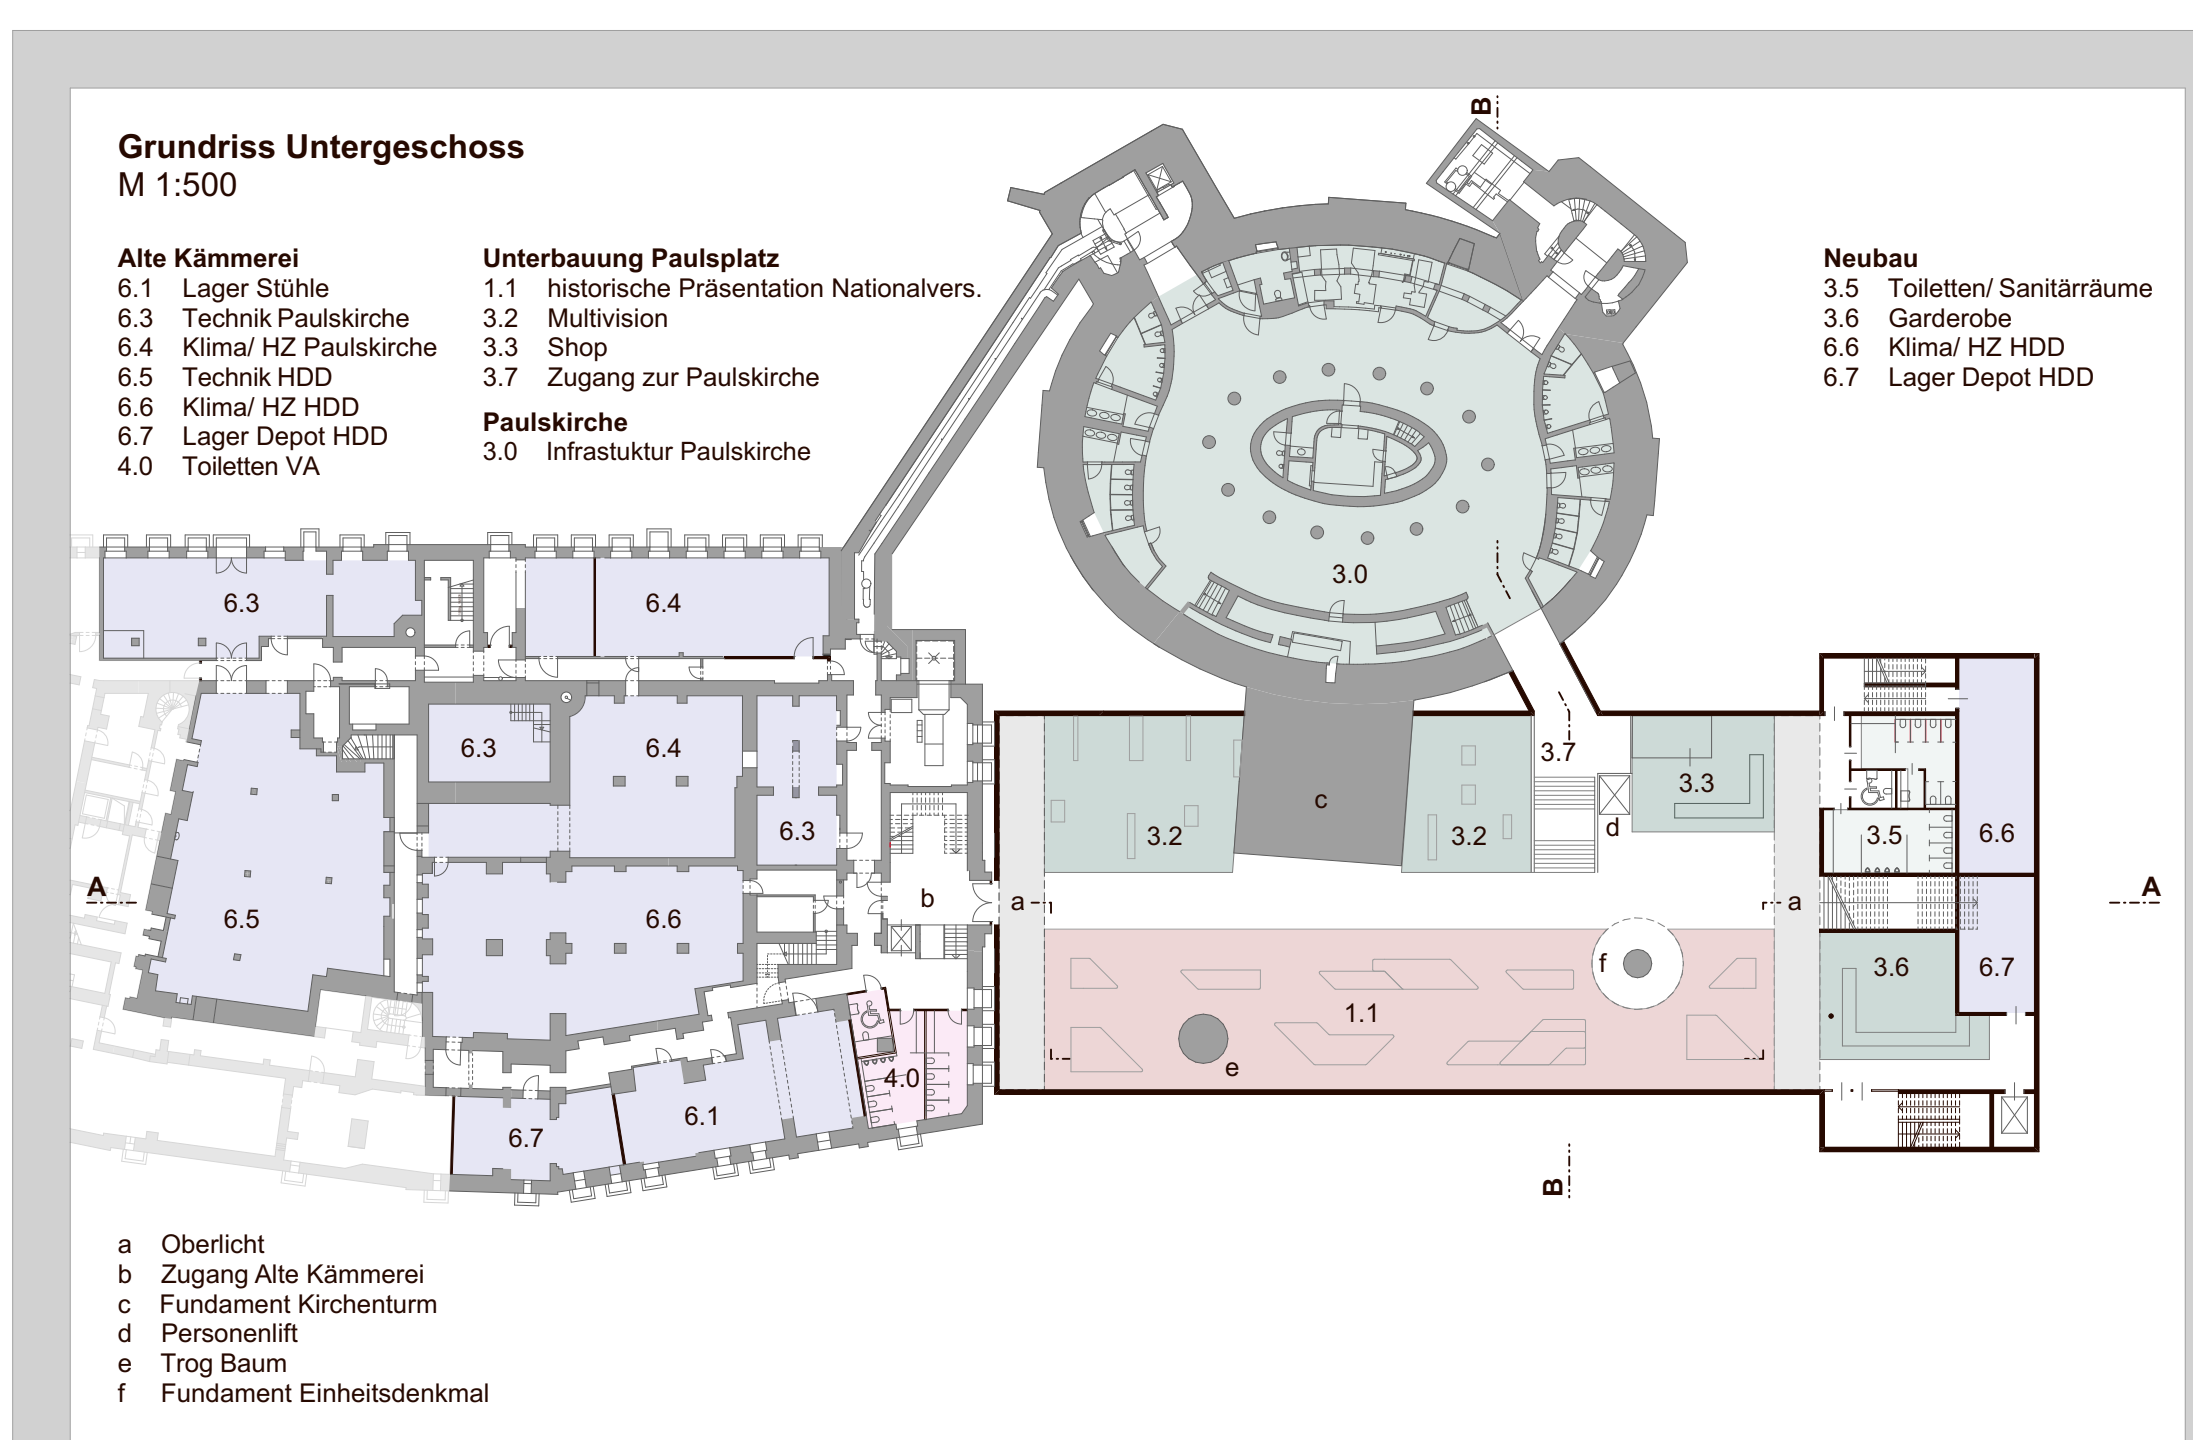 Grundriss Untergeschoss
M 1:500
Alte Kämmerei
6.1 Lager Stühle
6.3 Technik Paulskirche
6.4 Klima/ HZ Paulskirche
6.5 Technik HDD
6.6 Klima/ HZ HDD
6.7 Lager Depot HDD
4.0 Toiletten VA
Unterbauung Paulsplatz
1.1 historische Präsentation Nationalvers.
3.2 Multivision
3.3 Shop
3.7 Zugang zur Paulskirche
Paulskirche
3.0 Infrastuktur Paulskirche
Neubau
3.5 Toiletten/ Sanitärräume
3.6 Garderobe
6.6 Klima/ HZ HDD
6.7 Lager Depot HDD
B
3.0
6.3
6.4
6.3
6.4
6.3
3.7
3.3
c
d
3.2
3.2
3.5
6.6
A
A
b
a
a
6.5
6.6
f
3.6
6.7
1.1
e
4.0
6.1
6.7
B
a Oberlicht
b Zugang Alte Kämmerei
c Fundament Kirchenturm
d Personenlift
e Trog Baum
f Fundament Einheitsdenkmal